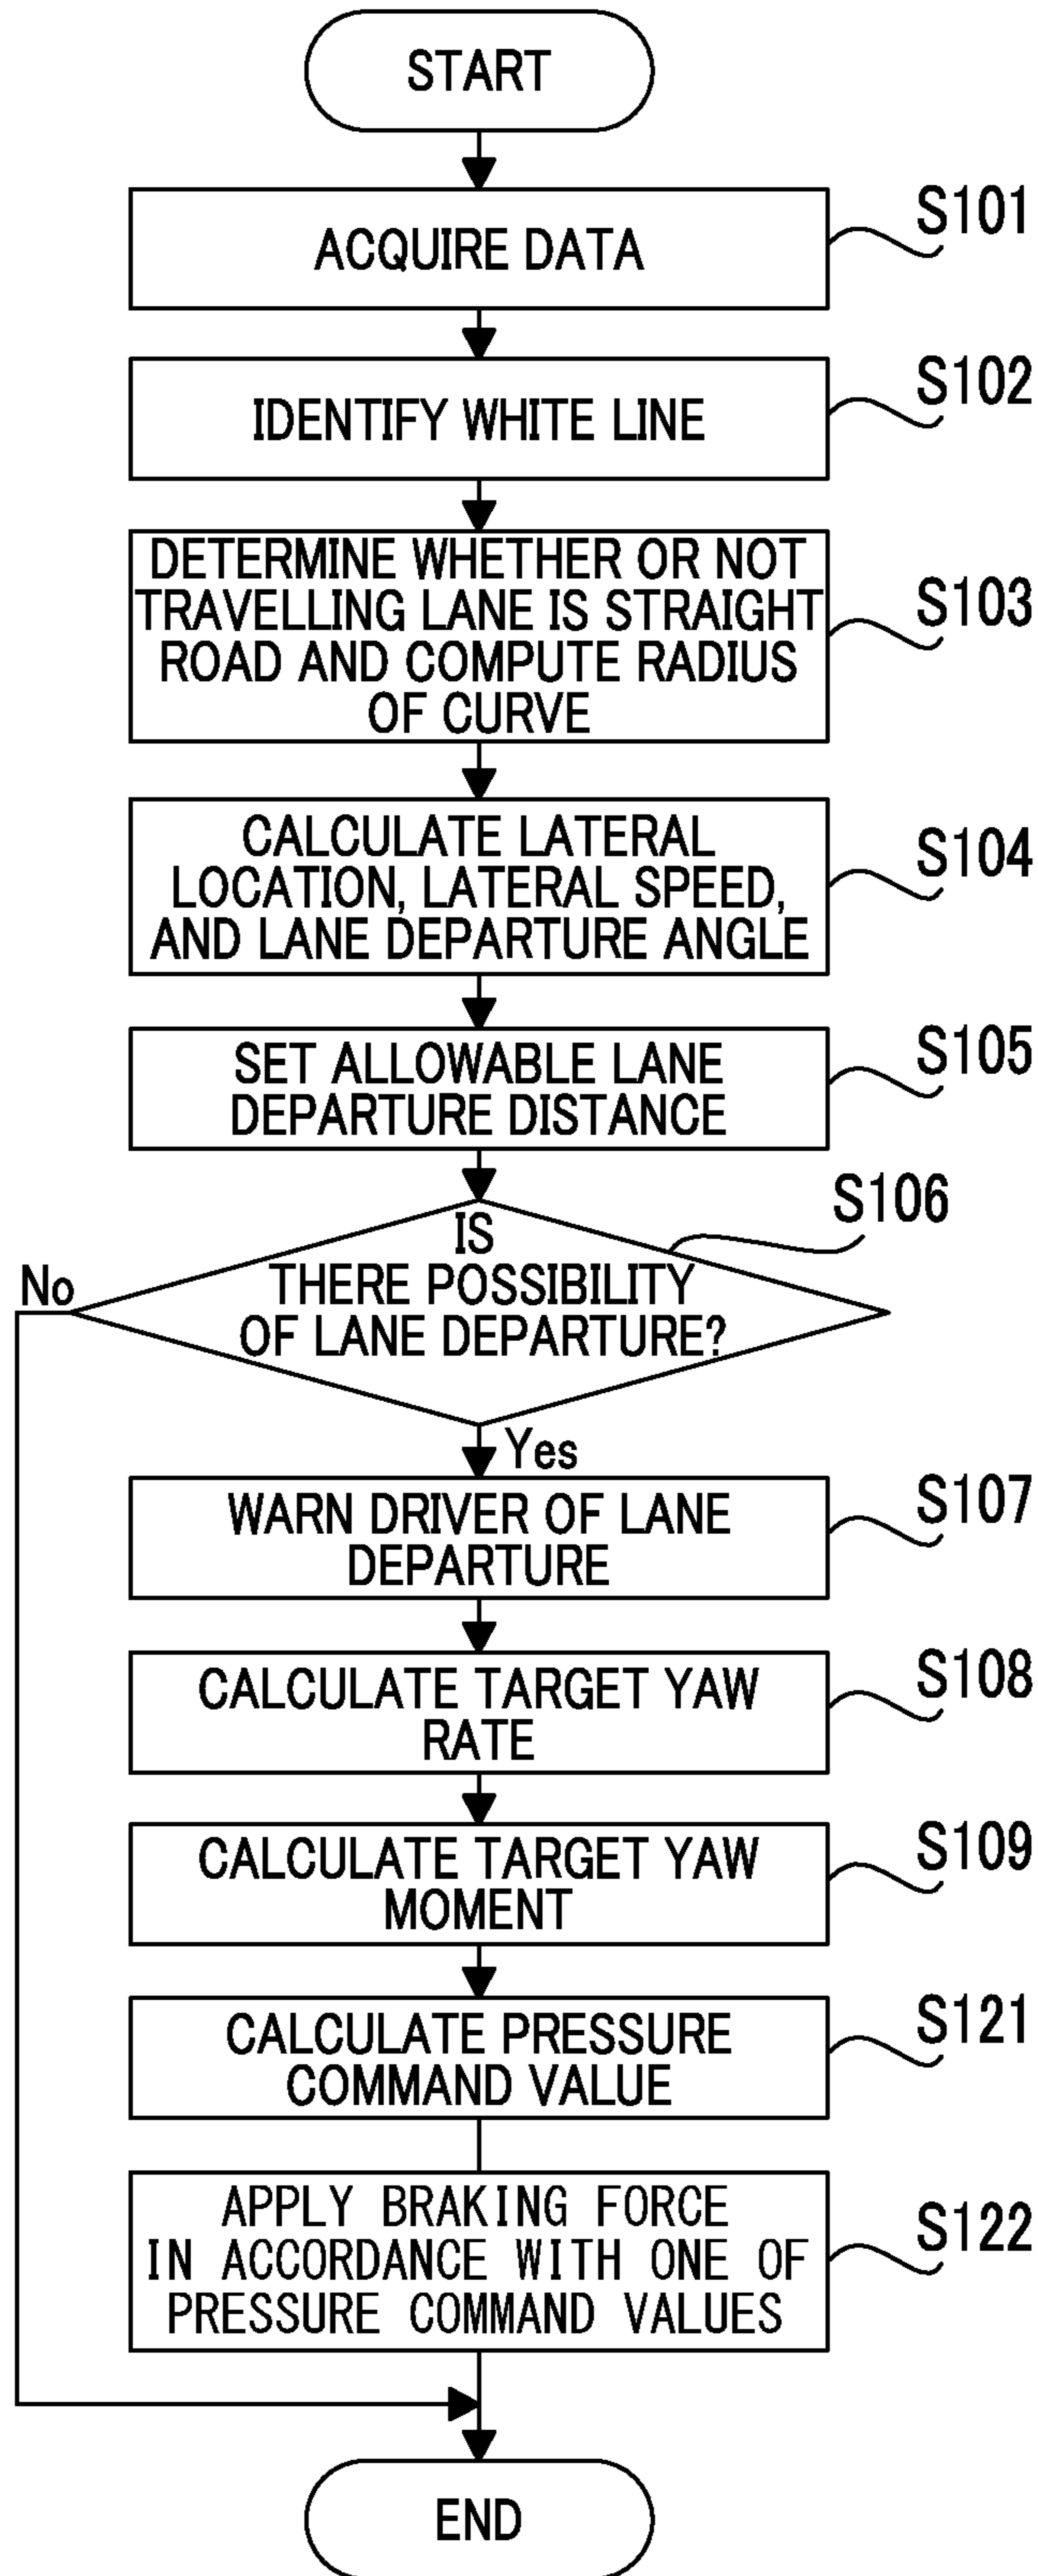 START
ACQUIRE DATA
S101
IDENTIFY WHITE LINE
S102
DETERMINE WHETHER OR NOT
TRAVELLING LANE IS STRAIGHT
ROAD AND COMPUTE RADIUS
OF CURVE
S103
CALCULATE LATERAL
LOCATION, LATERAL SPEED,
AND LANE DEPARTURE ANGLE
S104
SET ALLOWABLE LANE
DEPARTURE DISTANCE
S105
IS
THERE POSSIBILITY
OF LANE DEPARTURE?
S106
No
Yes
WARN DRIVER OF LANE
DEPARTURE
S107
CALCULATE TARGET YAW
RATE
S108
CALCULATE TARGET YAW
MOMENT
S109
CALCULATE PRESSURE
COMMAND VALUE
S121
APPLY BRAKING FORCE
IN ACCORDANCE WITH ONE OF
PRESSURE COMMAND VALUES
S122
END